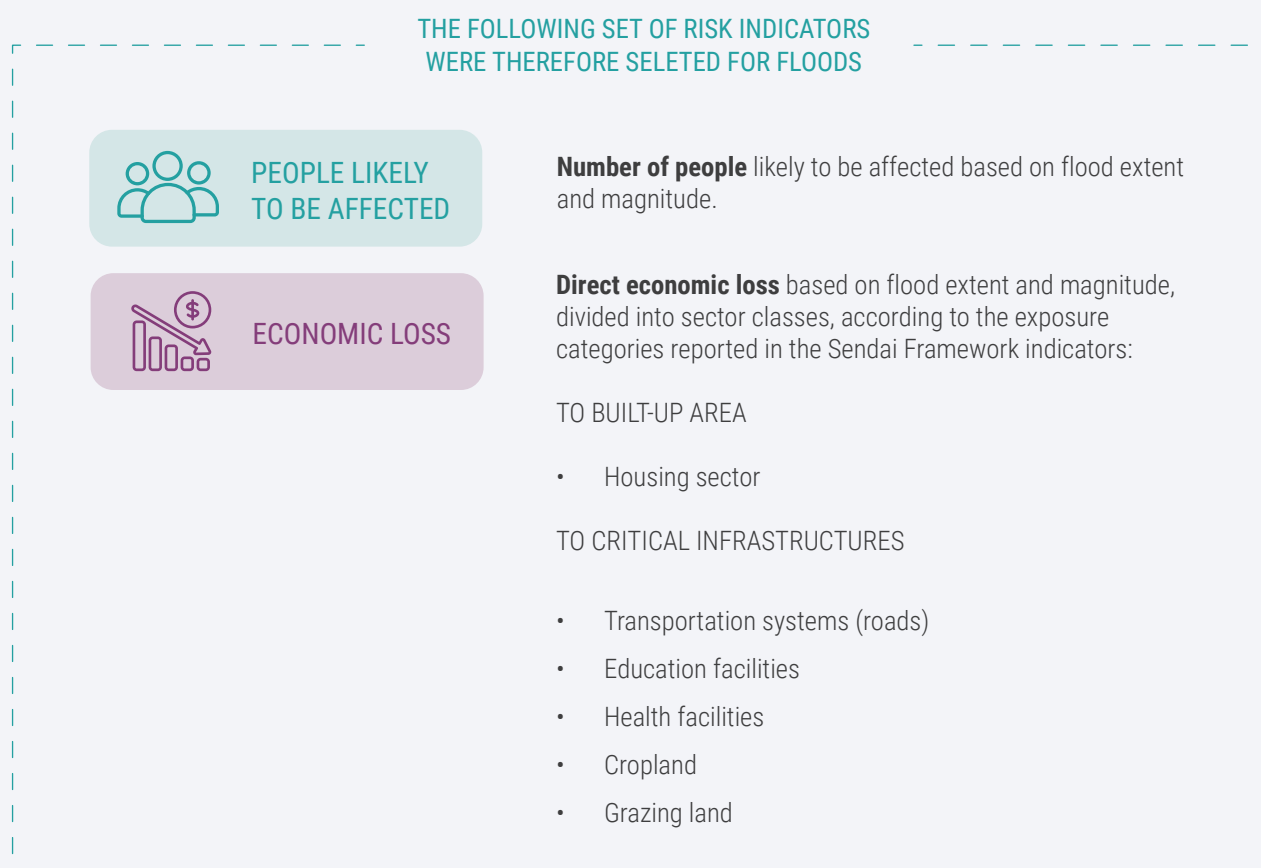 THE FOLLOWING SET OF RISK INDICATORS
WERE THEREFORE SELETED FOR FLOODS
PEOPLE LIKELY
TO BE AFFECTED
Number of people likely to be affected based on flood extent
and magnitude.
$
ECONOMIC LOSS
Direct economic loss based on flood extent and magnitude,
divided into sector classes, according to the exposure
categories reported in the Sendai Framework indicators:
TO BUILT-UP AREA
• Housing sector
TO CRITICAL INFRASTRUCTURES
• Transportation systems (roads)
• Education facilities
• Health facilities
• Cropland
• Grazing land